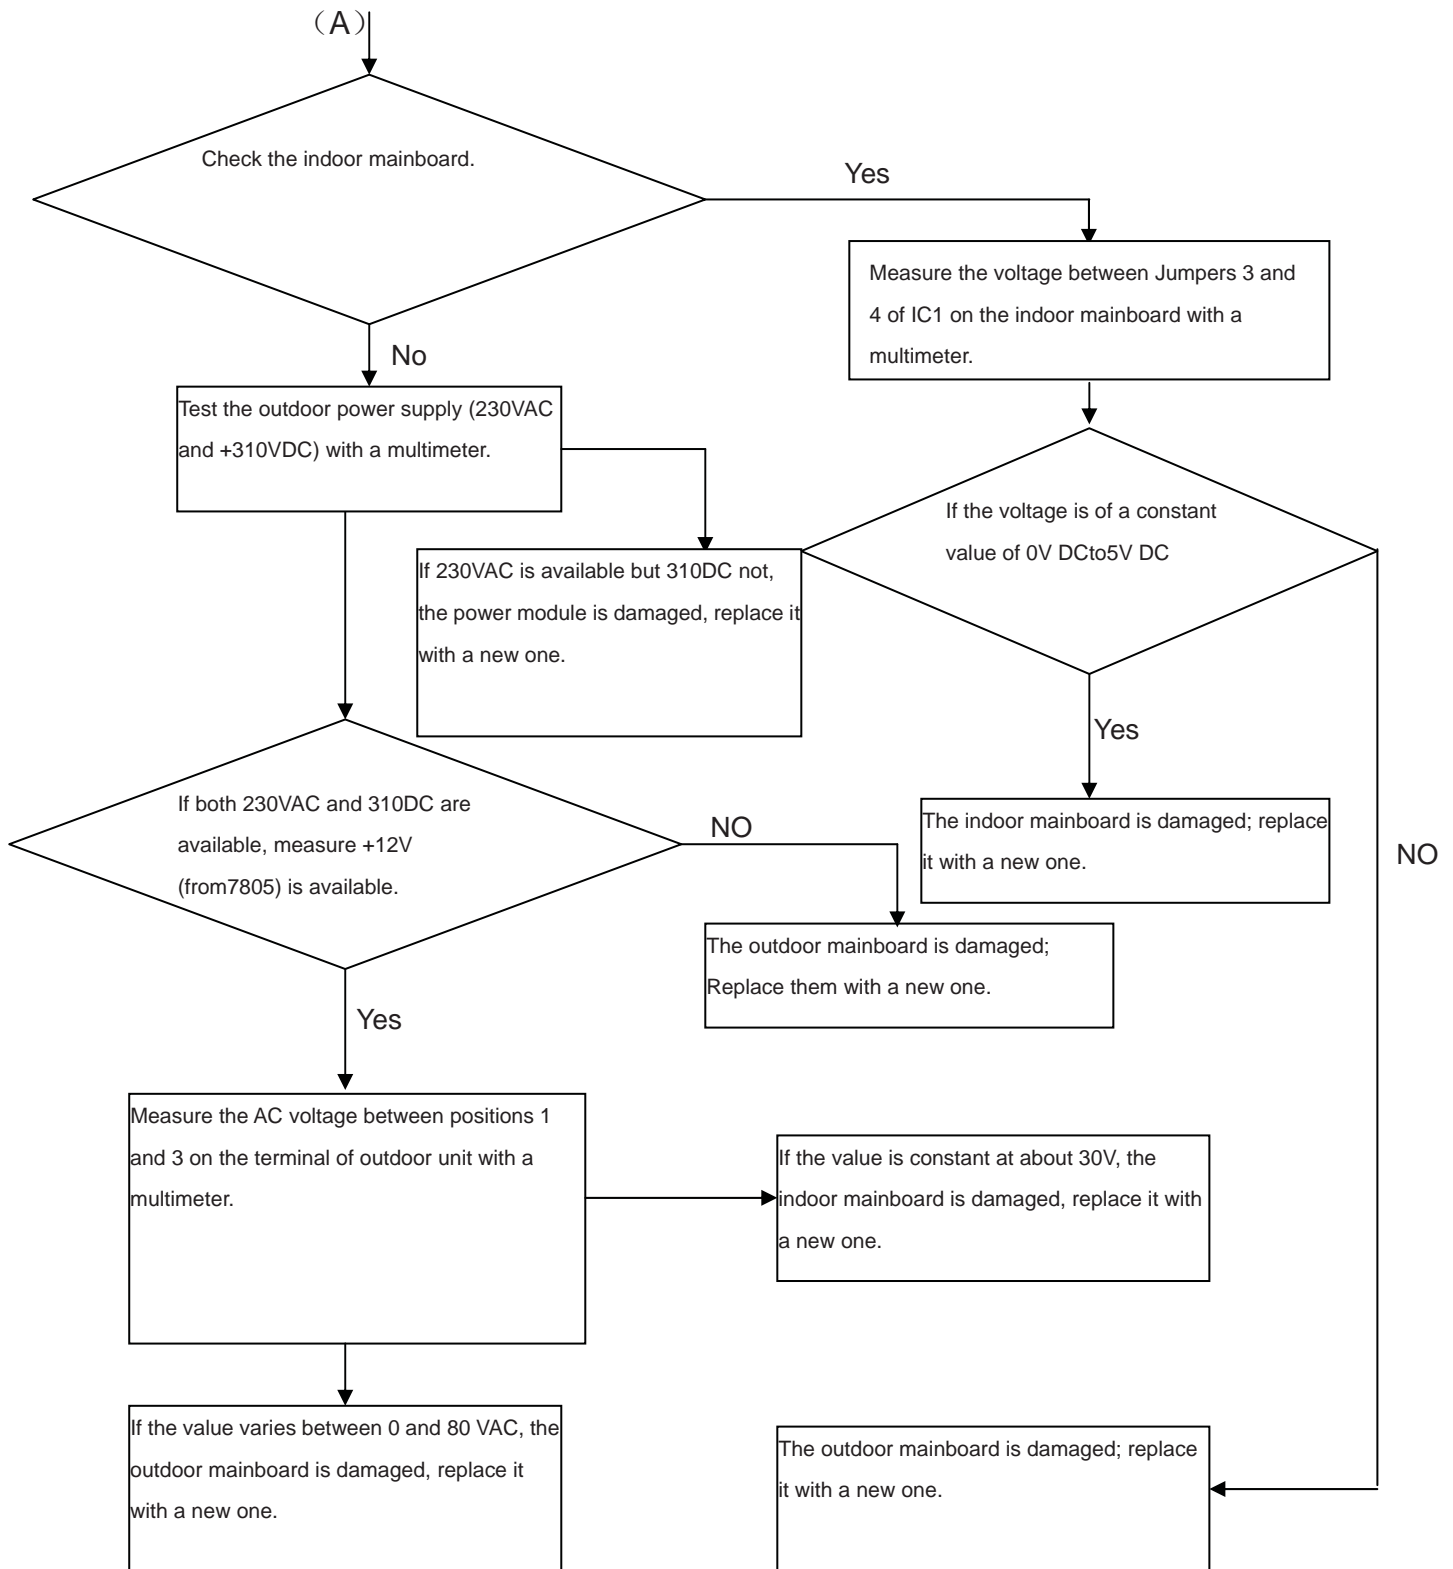 （A）
Check the indoor mainboard.
Yes
Measure the voltage between Jumpers 3 and
4 of IC1 on the indoor mainboard with a
multimeter.
No
Test the outdoor power supply (230VAC
and +310VDC) with a multimeter.
If the voltage is of a constant
value of 0V DCto5V DC
If 230VAC is available but 310DC not,
the power module is damaged, replace it
with a new one.
Yes
If both 230VAC and 310DC are
available, measure +12V
(from7805) is available.
NO
The indoor mainboard is damaged; replace
it with a new one.
NO
The outdoor mainboard is damaged;
Replace them with a new one.
Yes
Measure the AC voltage between positions 1
and 3 on the terminal of outdoor unit with a
multimeter.
If the value is constant at about 30V, the
indoor mainboard is damaged, replace it with
a new one.
If the value varies between 0 and 80 VAC, the
outdoor mainboard is damaged, replace it
with a new one.
The outdoor mainboard is damaged; replace
it with a new one.